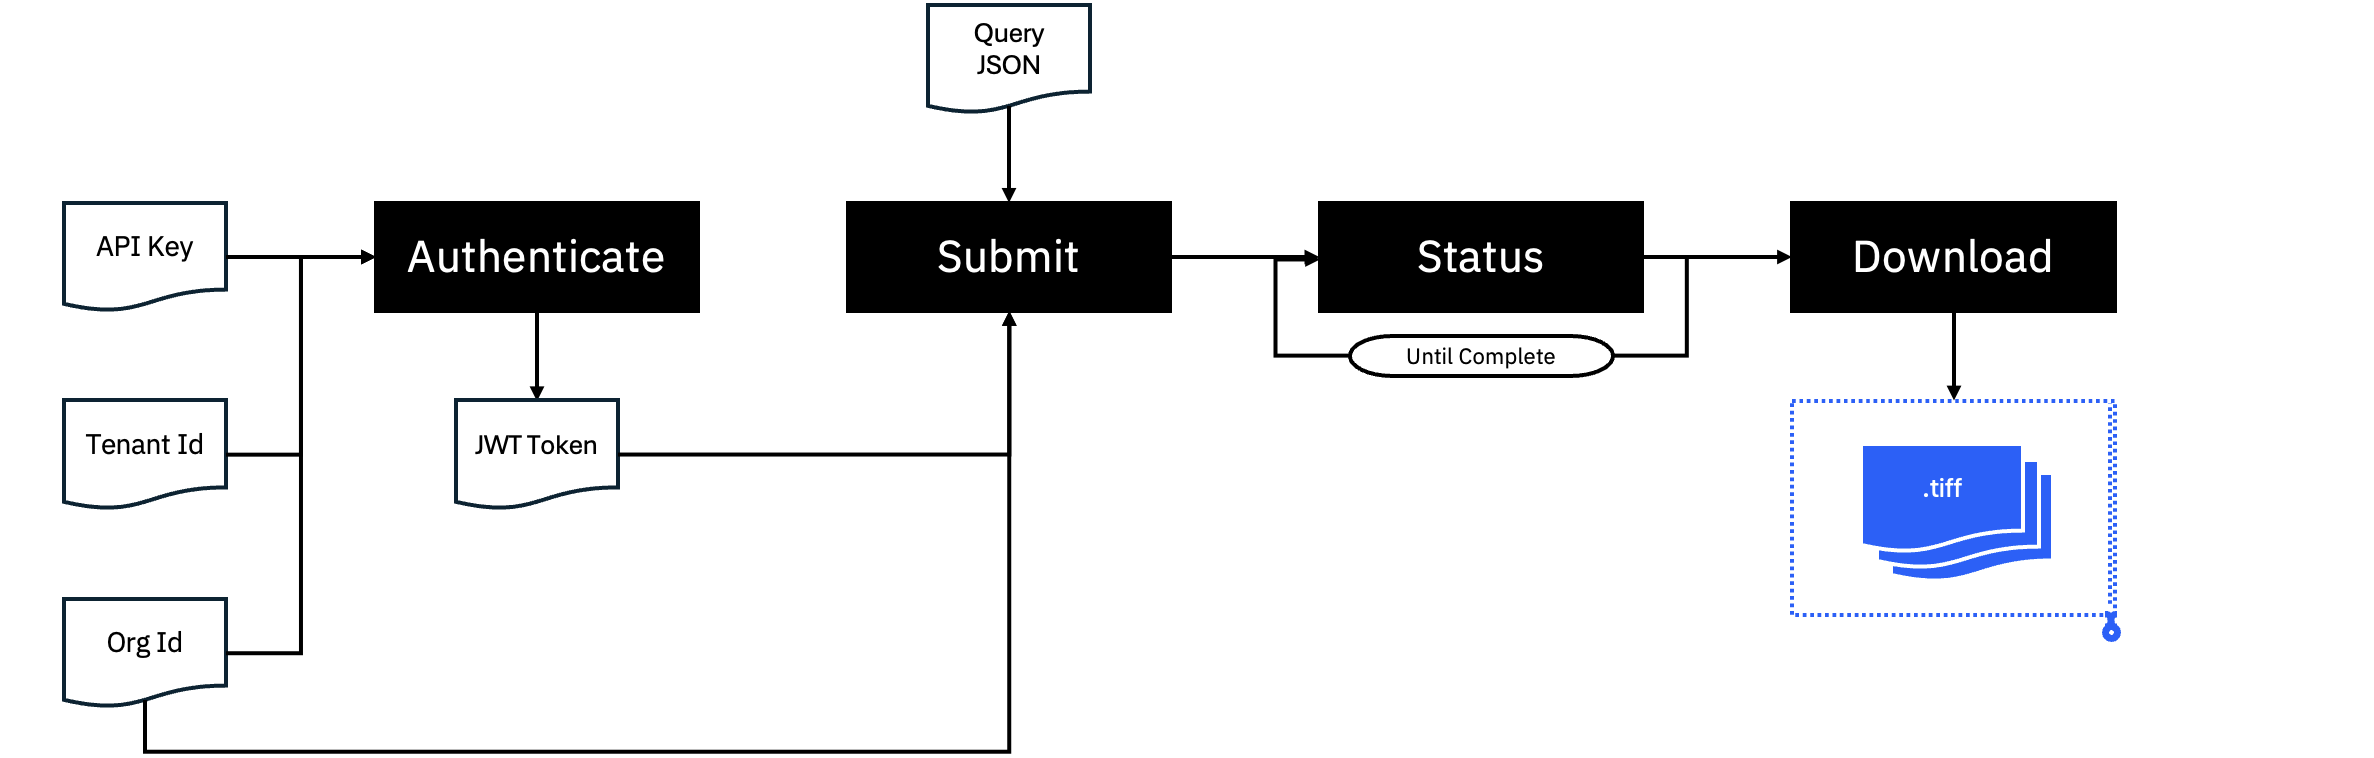 Query
JSON
API Key
Authenticate
Submit
Status
Download
Until Complete
Tenant Id
JWT Token
.tiff
Org Id